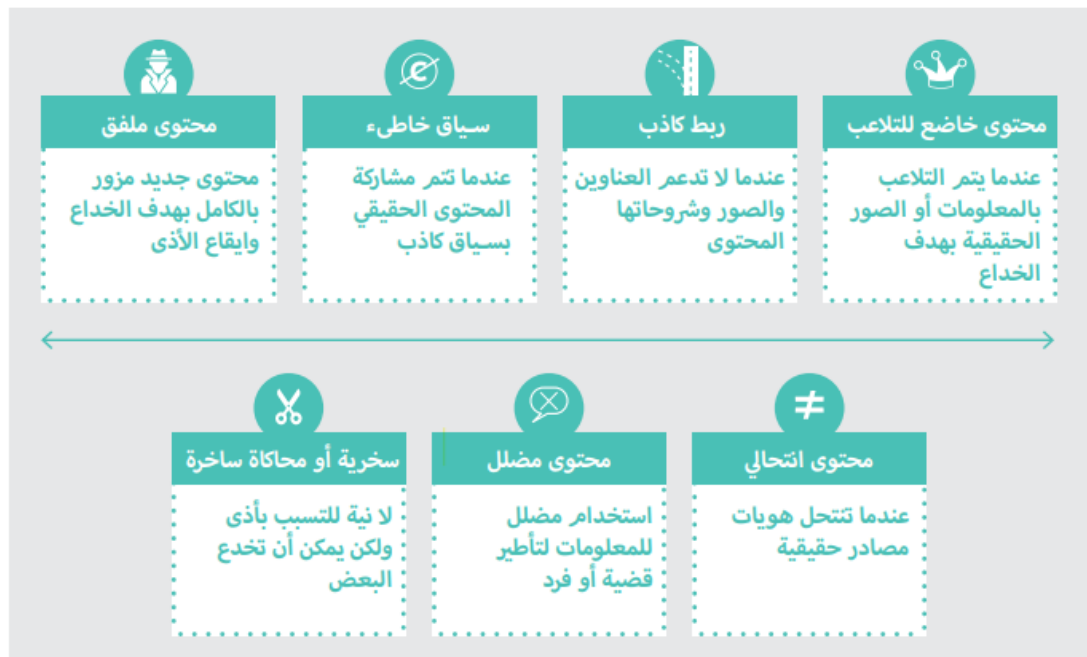 محتوى خاضع للتلاعب
عندما يتم التلاعب
بالمعلومات أو الصور
الحقيقية بهدف
الخداع
ربط كاذب
عندما لا تدعم العناوين
والصور وشروحاتها
المحتوى
سياق خاطىء
عندما تتم مشاركة
المحتوى الحقيقي
بسياق كاذب
محتوى ملفق
محتوى جديد مزور
بالكامل بهدف الخداع
وايقاع الأذى
محتوى انتحالي
عندما تنتحل هويات
مصادر حقيقية
محتوى مضلل
استخدام مضلل
للمعلومات لتأطير
قضية أو فرد
سخرية أو محاكاة ساخرة
لا نية للتسبب بأذى
ولكن يمكن أن تخدع
البعض